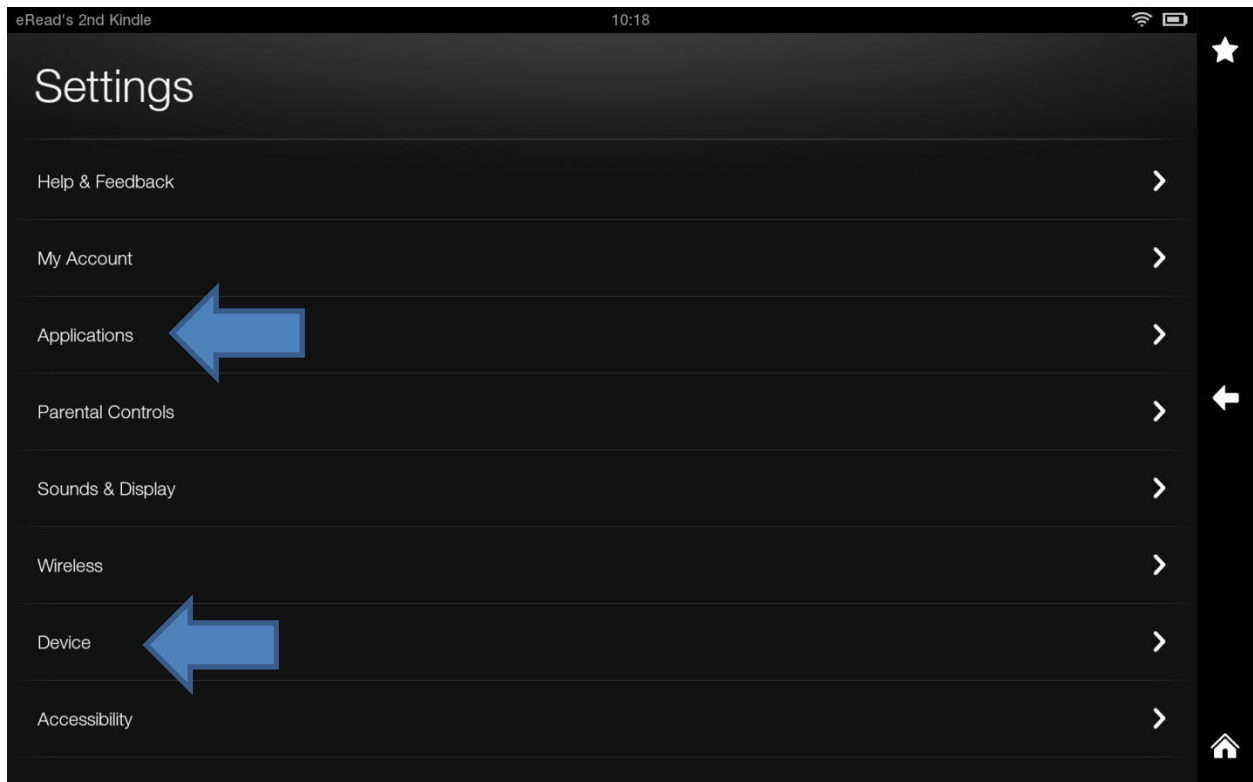 eRead's 2nd Kindle 10:18
Settings
Help & Feedback
My Account
Applications
Parental Controls
Sounds & Display
Wireless
Device
Accessibility